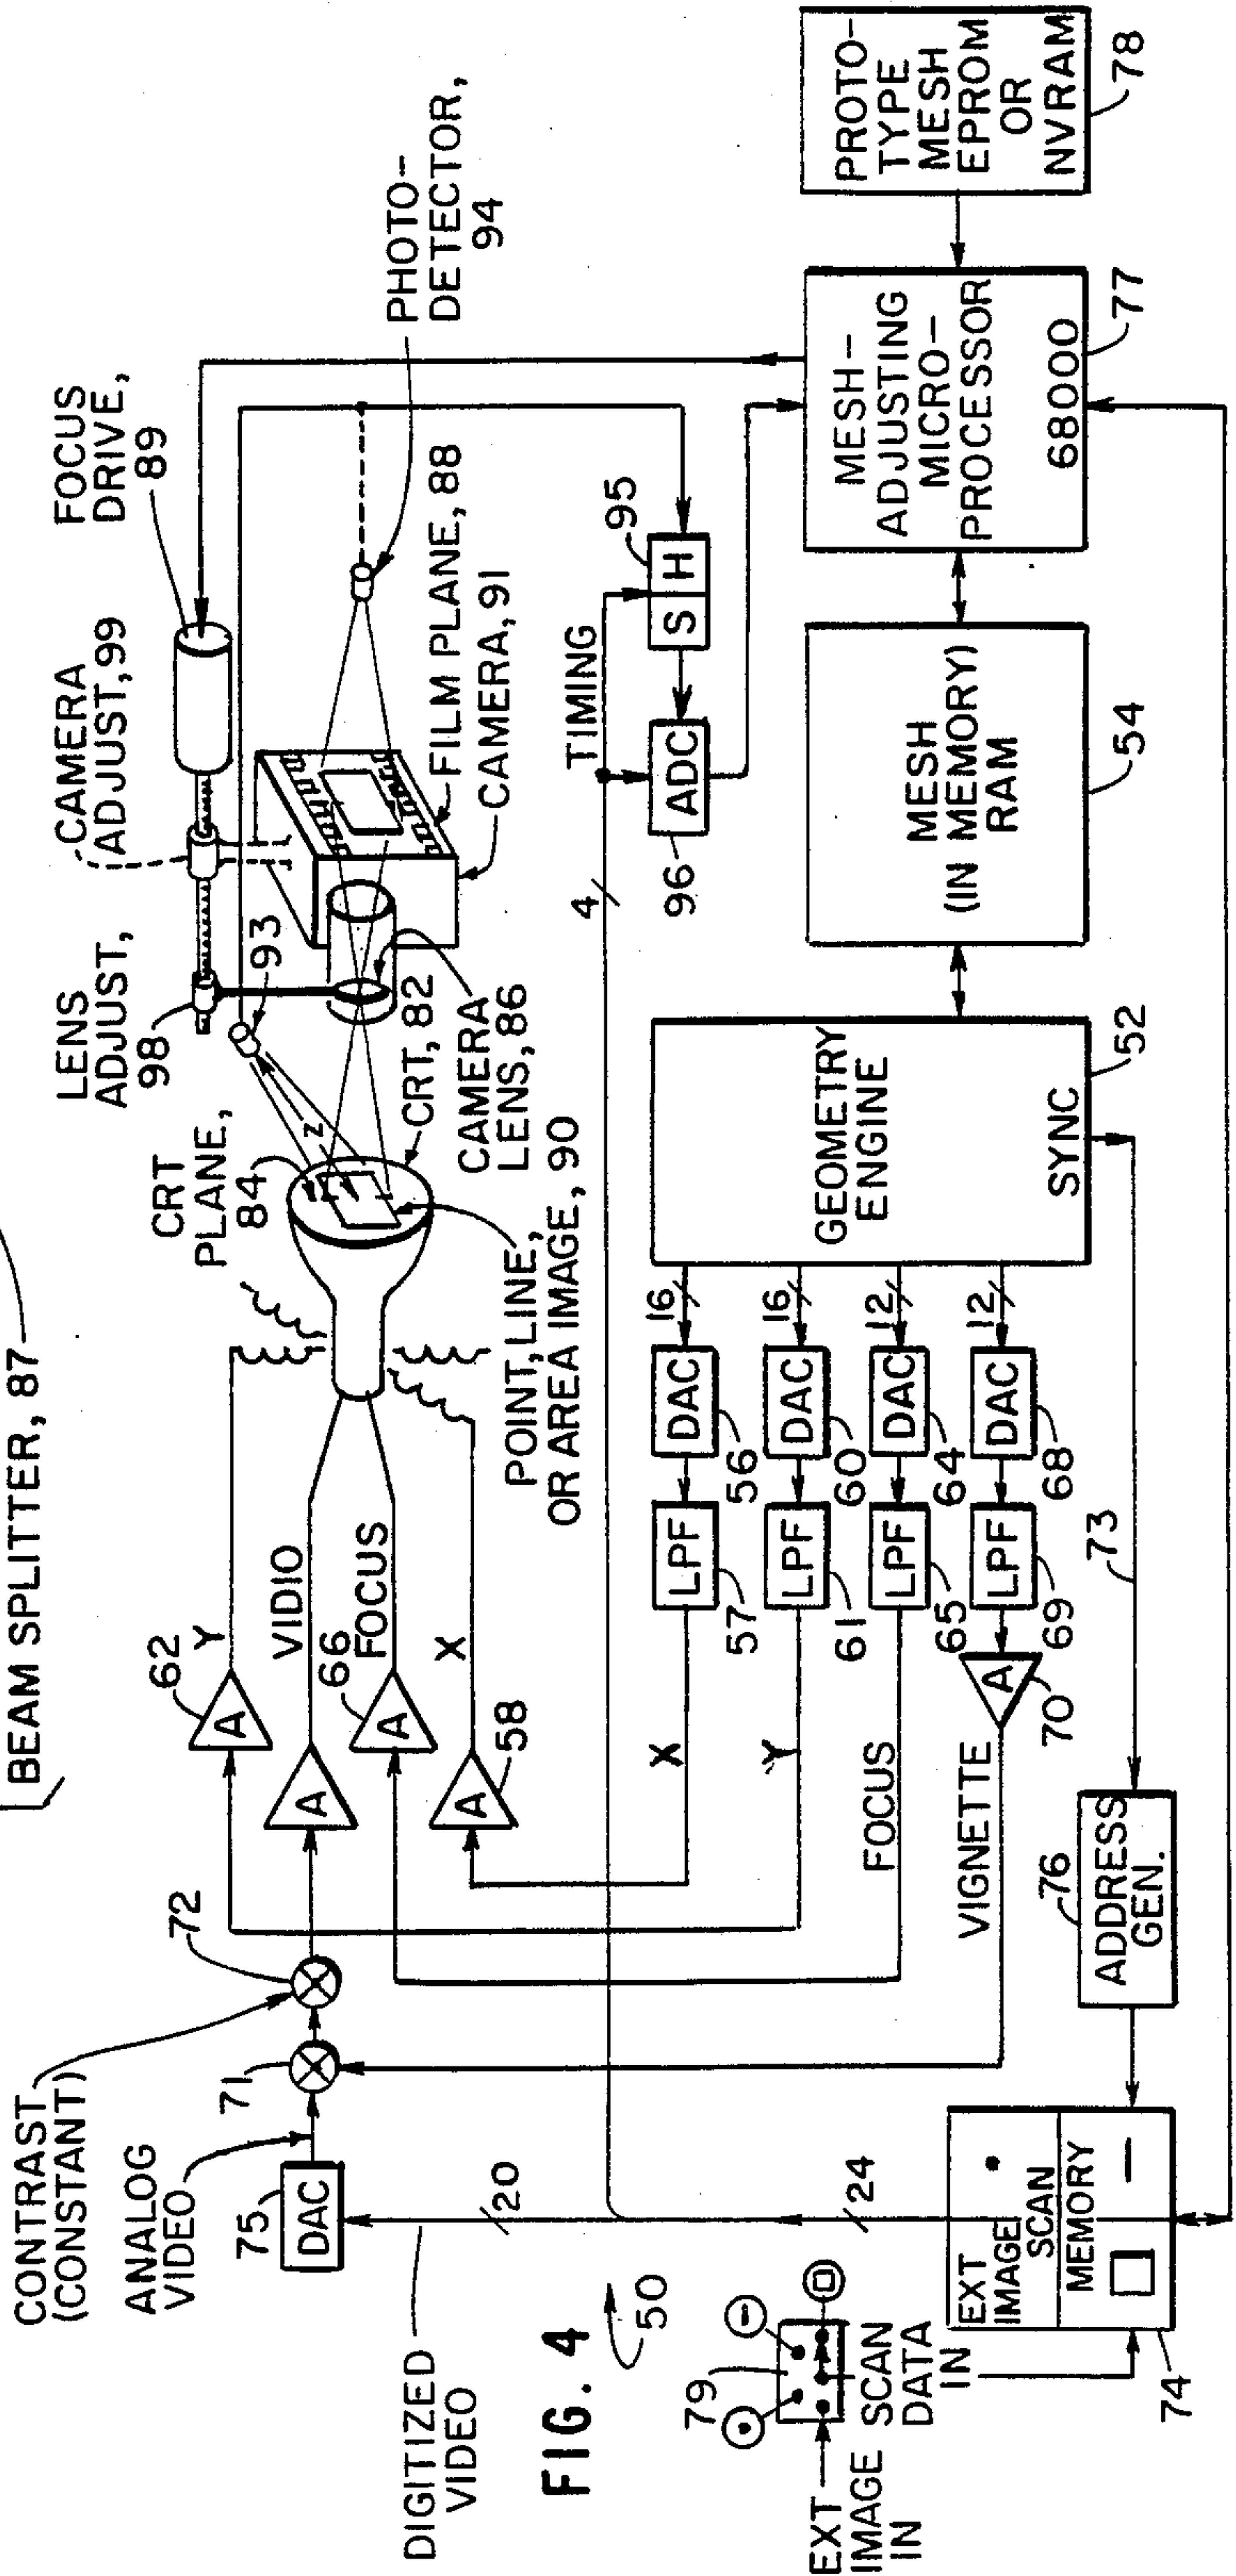 BEAM SPLITTER, 87
CONTRAST
(CONSTANT)
ANALOG
VIDEO
75
DAC
71
72
DIGITIZED
VIDEO
20
24
4
62
A
Y
VIDIO
A
66
A
FOCUS
X
A
58
CRT
PLANE,
84
LENS
ADJUST,
98
93
Z
CAMERA
ADJUST, 99
FOCUS
DRIVE,
89
CRT, 82
CAMERA
LENS, 86
POINT, LINE,
OR AREA IMAGE, 90
FILM PLANE, 88
CAMERA, 91
PHOTO-
DETECTOR,
94
TIMING
S H
95
ADC
96
FIG. 4
50
79
EXT
IMAGE
IN
SCAN
DATA
IN
EXT
IMAGE
SCAN
MEMORY
74
76
ADDRESS
GEN.
73
X
Y
FOCUS
VIGNETTE
LPF
57
DAC
56
16
LPF
61
DAC
60
16
LPF
65
DAC
64
12
A
70
LPF
69
DAC
68
12
GEOMETRY
ENGINE
SYNC
52
MESH
(IN MEMORY)
RAM
54
MESH-
ADJUSTING
MICRO-
PROCESSOR
68000
77
PROTO-
TYPE
MESH
EPROM
OR
NVRAM
78